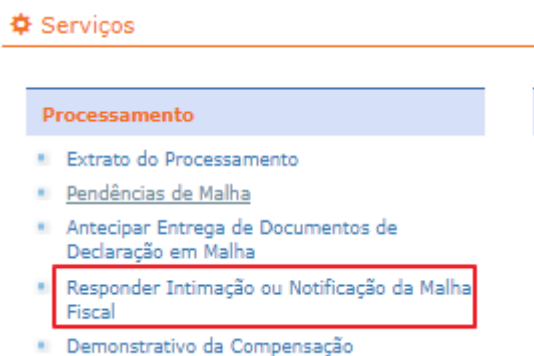 Serviços
Processamento
Extrato do Processamento
Pendências de Malha
Antecipar Entrega de Documentos de
Declaração em Malha
Responder Intimação ou Notificação da Malha
Fiscal
Demonstrativo da Compensação